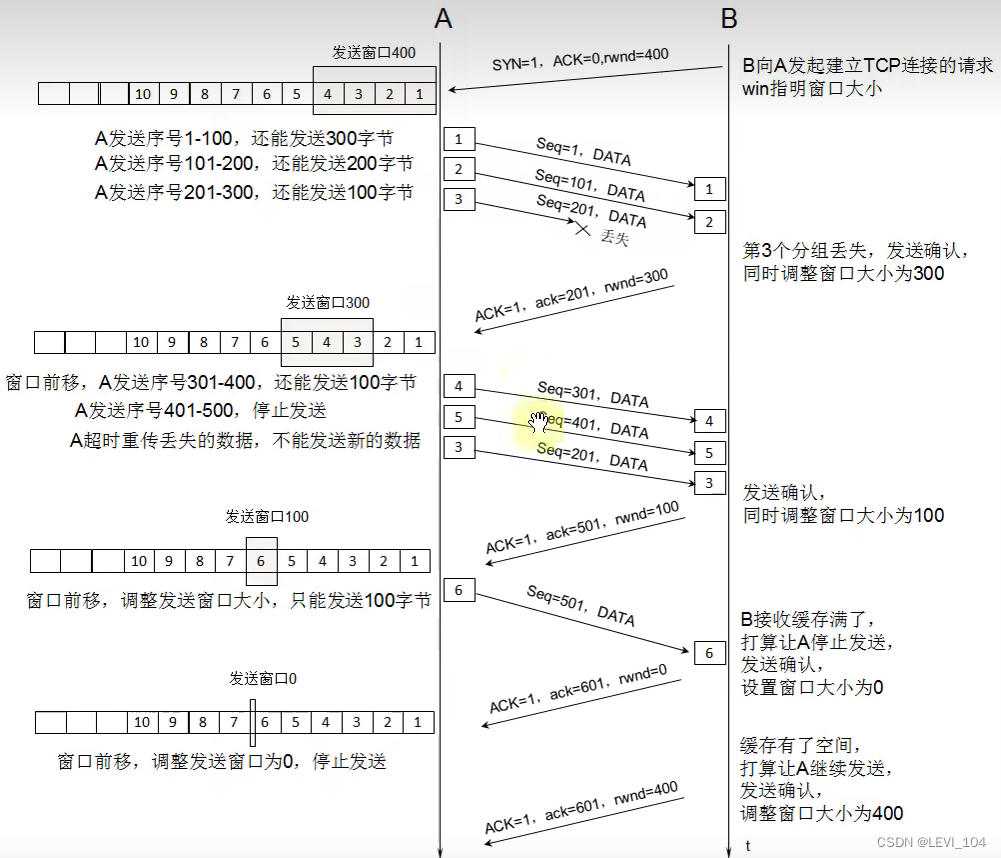 A
B
发送窗口400
SYN=1，ACK=0,rwnd=400
B向A发起建立TCP连接的请求
win指明窗口大小
10 9 8 7 6 5 4 3 2 1
A发送序号1-100，还能发送300字节
A发送序号101-200，还能发送200字节
A发送序号201-300，还能发送100字节
1
Seq=1，DATA
1
2
Seq=101，DATA
2
3
Seq=201，DATA
丢失
第3个分组丢失，发送确认，
同时调整窗口大小为300
ACK=1，ack=201，rwnd=300
发送窗口300
10 9 8 7 6 5 4 3 2 1
窗口前移，A发送序号301-400，还能发送100字节
A发送序号401-500，停止发送
A超时重传丢失的数据，不能发送新的数据
4
Seq=301，DATA
4
5
Seq=401，DATA
5
3
Seq=201，DATA
3
发送确认，
同时调整窗口大小为100
ACK=1，ack=501，rwnd=100
发送窗口100
10 9 8 7 6 5 4 3 2 1
窗口前移，调整发送窗口大小，只能发送100字节
6
Seq=501，DATA
6
B接收缓存满了，
打算让A停止发送，
发送确认，
设置窗口大小为0
ACK=1，ack=601，rwnd=0
发送窗口0
10 9 8 7 6 5 4 3 2 1
窗口前移，调整发送窗口为0，停止发送
缓存有了空间，
打算让A继续发送，
发送确认，
调整窗口大小为400
ACK=1，ack=601，rwnd=400
t
CSDN @LEVI_104